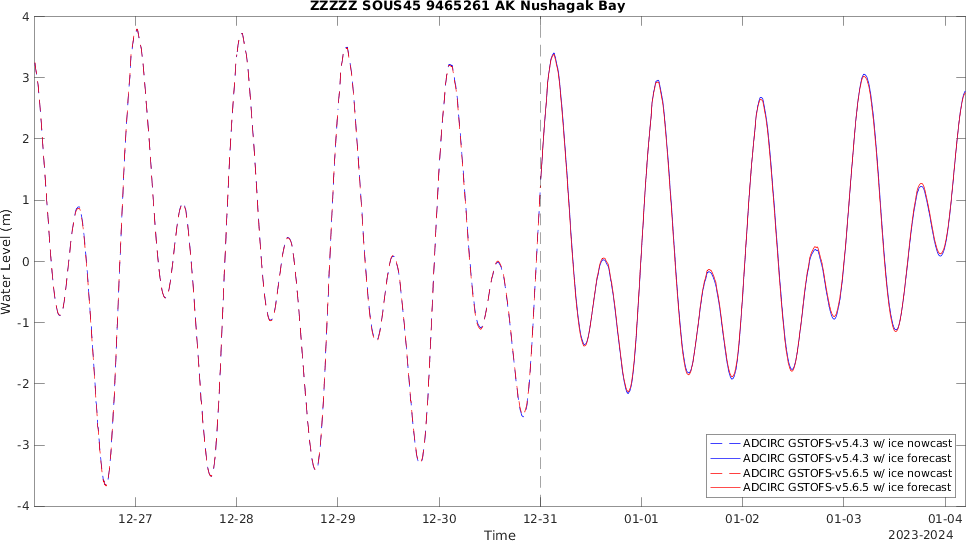 ZZZZZ SOUS45 9465261 AK Nushagak Bay
4
3
2
1
0
-1
-2
-3
-4
Water Level (m)
ADCIRC GSTOFS-v5.4.3 w/ ice nowcast
ADCIRC GSTOFS-v5.4.3 w/ ice forecast
ADCIRC GSTOFS-v5.6.5 w/ ice nowcast
ADCIRC GSTOFS-v5.6.5 w/ ice forecast
12-27 12-28 12-29 12-30 12-31 01-01 01-02 01-03 01-04
Time
2023-2024